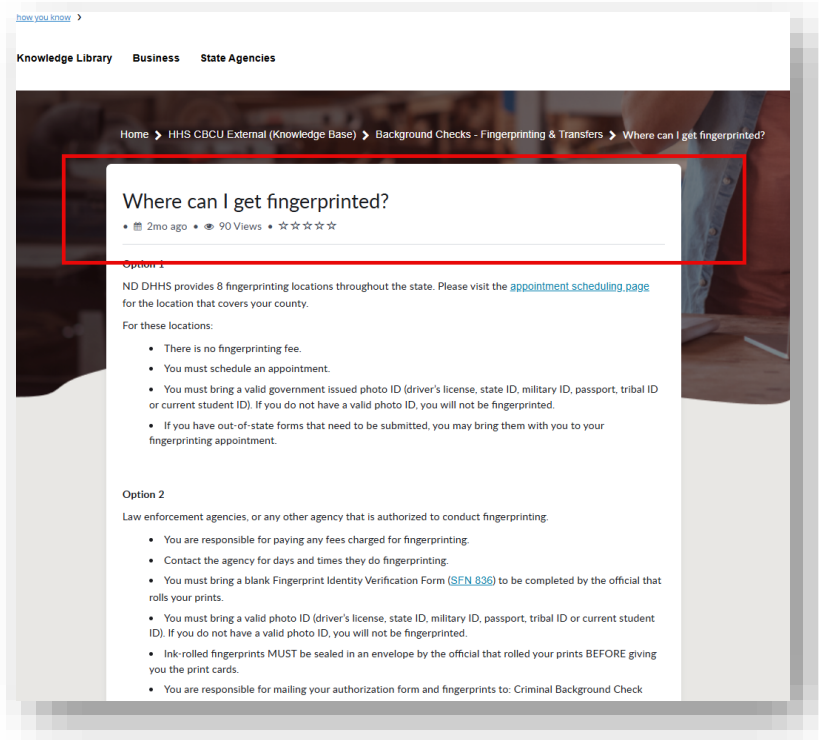 how you know
Knowledge Library Business State Agencies
Home HHS CBCU External (Knowledge Base) Background Checks - Fingerprinting & Transfers Where can I get fingerprinted?
Where can I get fingerprinted?
• 2mo ago • 90 Views • ☆☆☆☆☆
Option 1
ND DHHS provides 8 fingerprinting locations throughout the state. Please visit the appointment scheduling page
for the location that covers your county.
For these locations:
• There is no fingerprinting fee.
• You must schedule an appointment.
• You must bring a valid government issued photo ID (driver's license, state ID, military ID, passport, tribal ID
or current student ID). If you do not have a valid photo ID, you will not be fingerprinted.
• If you have out-of-state forms that need to be submitted, you may bring them with you to your
fingerprinting appointment.
Option 2
Law enforcement agencies, or any other agency that is authorized to conduct fingerprinting.
• You are responsible for paying any fees charged for fingerprinting.
• Contact the agency for days and times they do fingerprinting.
• You must bring a blank Fingerprint Identity Verification Form (SFN 836) to be completed by the official that
rolls your prints.
• You must bring a valid photo ID (driver's license, state ID, military ID, passport, tribal ID or current student
ID). If you do not have a valid photo ID, you will not be fingerprinted.
• Ink-rolled fingerprints MUST be sealed in an envelope by the official that rolled your prints BEFORE giving
you the print cards.
• You are responsible for mailing your authorization form and fingerprints to: Criminal Background Check